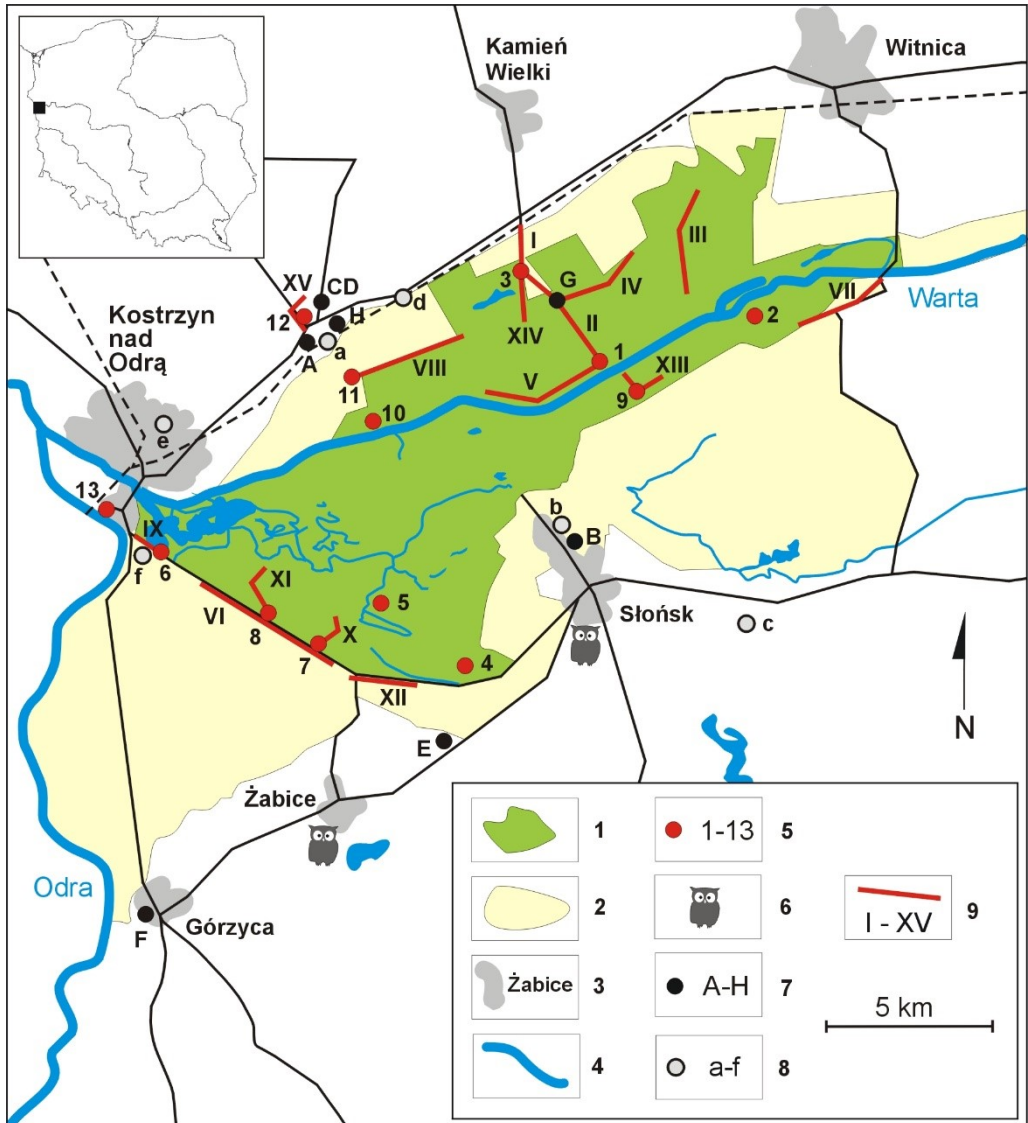 Kamień
Wielki
Witnica
I
III
3
G
IV
XV
CD
d
12
H
A
a
XIV
II
VII
Warta
2
Kostrzyn
nad
Odrą
VIII
1
11
V
XIII
9
10
e
13
b
B
IX
f
6
XI
5
VI
8
X
7
Słońsk
c
4
XII
N
E
Żabice
Odra
F
Górzyca
1
1-13 5
2
6
I - XV 9
Żabice 3
A-H 7
5 km
4
a-f 8